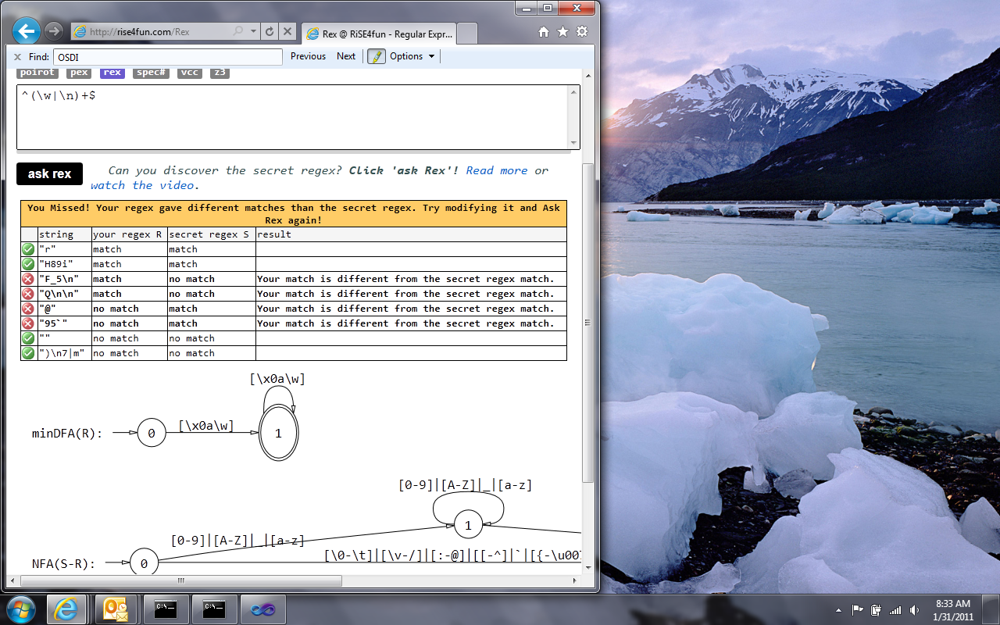 http://rise4fun.com/Rex
Rex @ RiSE4fun - Regular Expr...
Find: OSDI Previous Next Options
poirot pex rex spec# vcc z3
^(\w|\n)+$
ask rex
Can you discover the secret regex? Click 'ask Rex'! Read more or
watch the video.
You Missed! Your regex gave different matches than the secret regex. Try modifying it and Ask
Rex again!
string your regex R secret regex S result
"r" match match
"H89i" match match
"F_5\n" match no match Your match is different from the secret regex match.
"Q\n\n" match no match Your match is different from the secret regex match.
"@" no match match Your match is different from the secret regex match.
"95`" no match match Your match is different from the secret regex match.
"" no match no match
")\n7|m" no match no match
[\x0a\w]
minDFA(R): 0 [\x0a\w] 1
[0-9]|[A-Z]|_|[a-z]
1
[0-9]|[A-Z]|_|[a-z]
[\0-\t]|[\v-/]|[:-@]|[[-^]|`|[{-\u00
NFA(S-R): 0
C:\_
C:\_
8:33 AM
1/31/2011